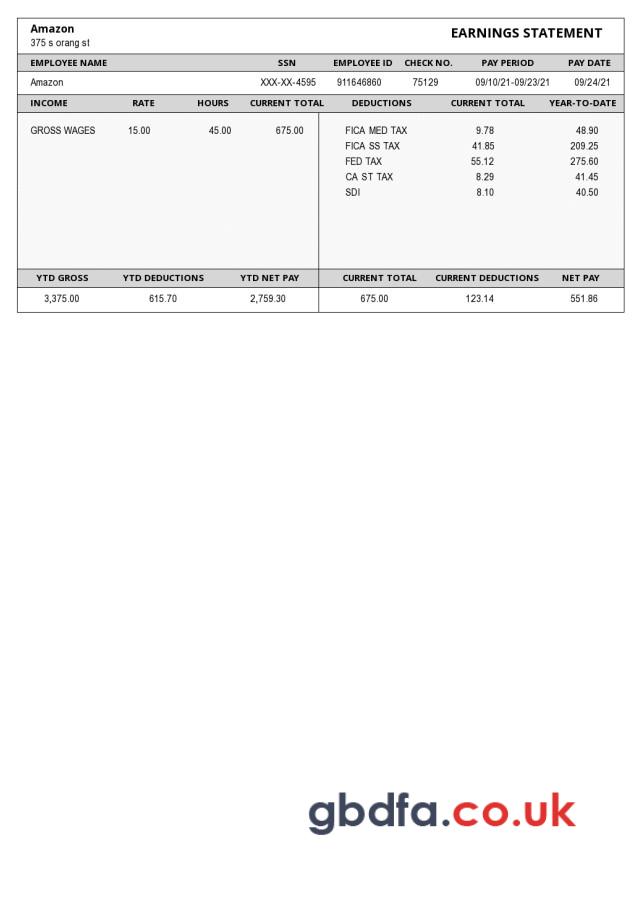 Amazon
375 s orang st
EARNINGS STATEMENT
EMPLOYEE NAME SSN EMPLOYEE ID CHECK NO. PAY PERIOD PAY DATE
Amazon XXX-XX-4595 911646860 75129 09/10/21-09/23/21 09/24/21
INCOME RATE HOURS CURRENT TOTAL DEDUCTIONS CURRENT TOTAL YEAR-TO-DATE
GROSS WAGES 15.00 45.00 675.00 FICA MED TAX 9.78 48.90
FICA SS TAX 41.85 209.25
FED TAX 55.12 275.60
CA ST TAX 8.29 41.45
SDI 8.10 40.50
YTD GROSS YTD DEDUCTIONS YTD NET PAY CURRENT TOTAL CURRENT DEDUCTIONS NET PAY
3,375.00 615.70 2,759.30 675.00 123.14 551.86
gbdfa.co.uk